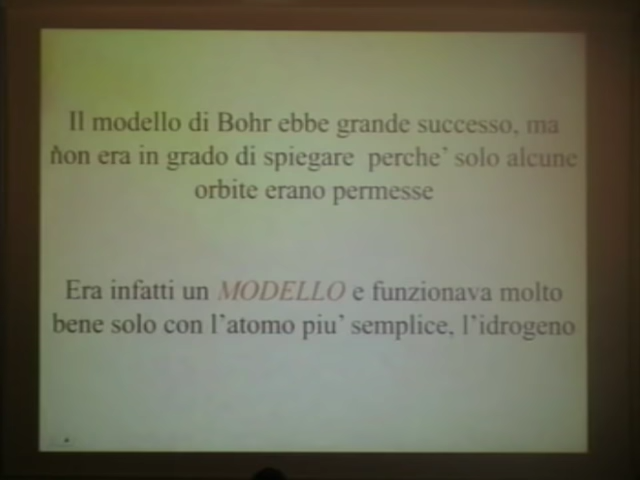 Il modello di Bohr ebbe grande successo, ma
non era in grado di spiegare perche' solo alcune
orbite erano permesse
Era infatti un MODELLO e funzionava molto
bene solo con l'atomo piu' semplice, l'idrogeno